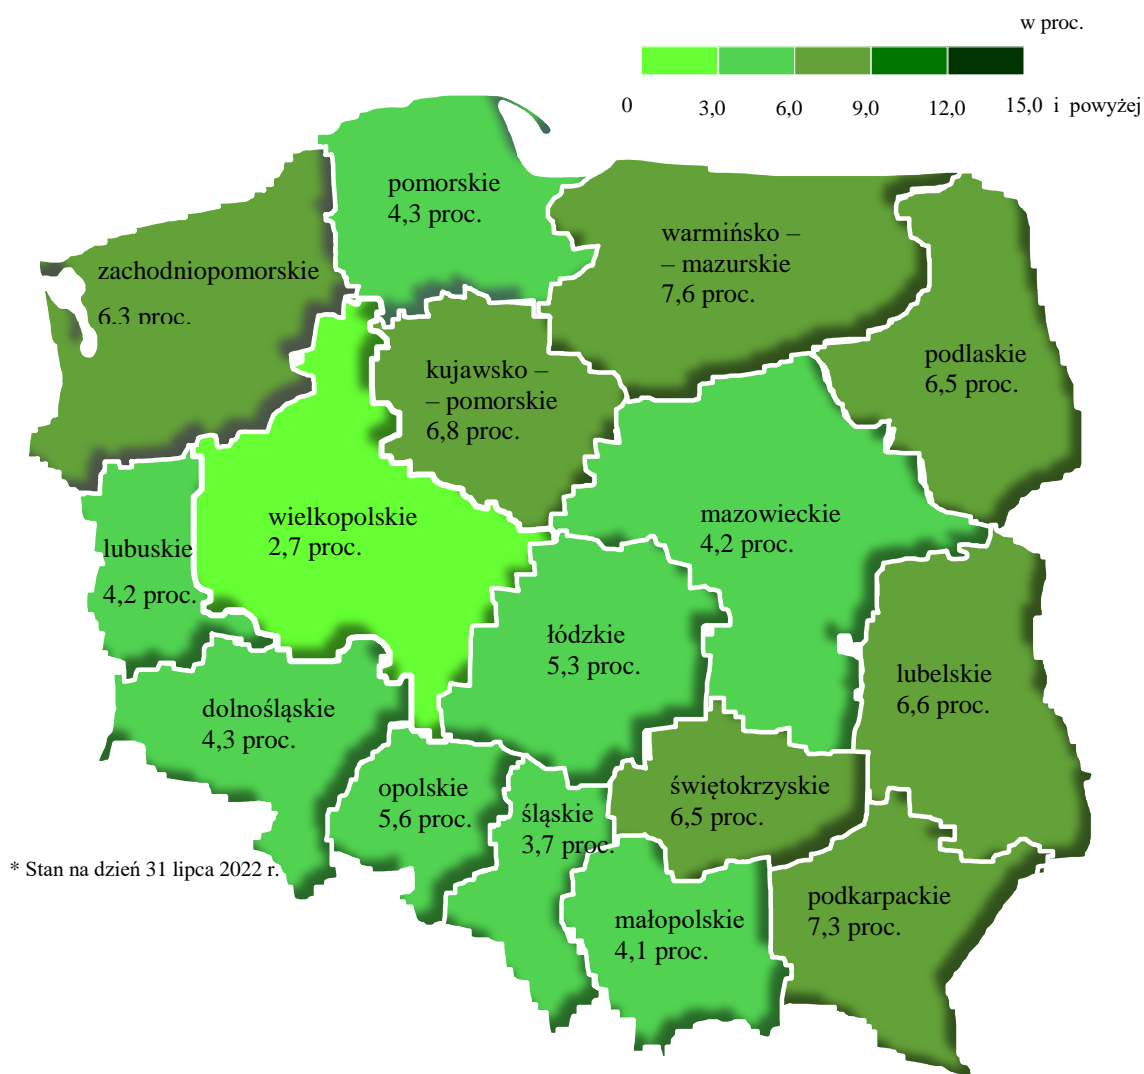 w proc.
0 3,0 6,0 9,0 12,0 15,0 i powyżej
pomorskie
4,3 proc.
warmińsko –
– mazurskie
7,6 proc.
zachodniopomorskie
6,3 proc.
podlaskie
6,5 proc.
kujawsko –
– pomorskie
6,8 proc.
wielkopolskie
2,7 proc.
mazowieckie
4,2 proc.
lubuskie
4,2 proc.
łódzkie
5,3 proc.
lubelskie
6,6 proc.
dolnośląskie
4,3 proc.
opolskie
5,6 proc.
śląskie
3,7 proc.
świętokrzyskie
6,5 proc.
* Stan na dzień 31 lipca 2022 r.
małopolskie
4,1 proc.
podkarpackie
7,3 proc.